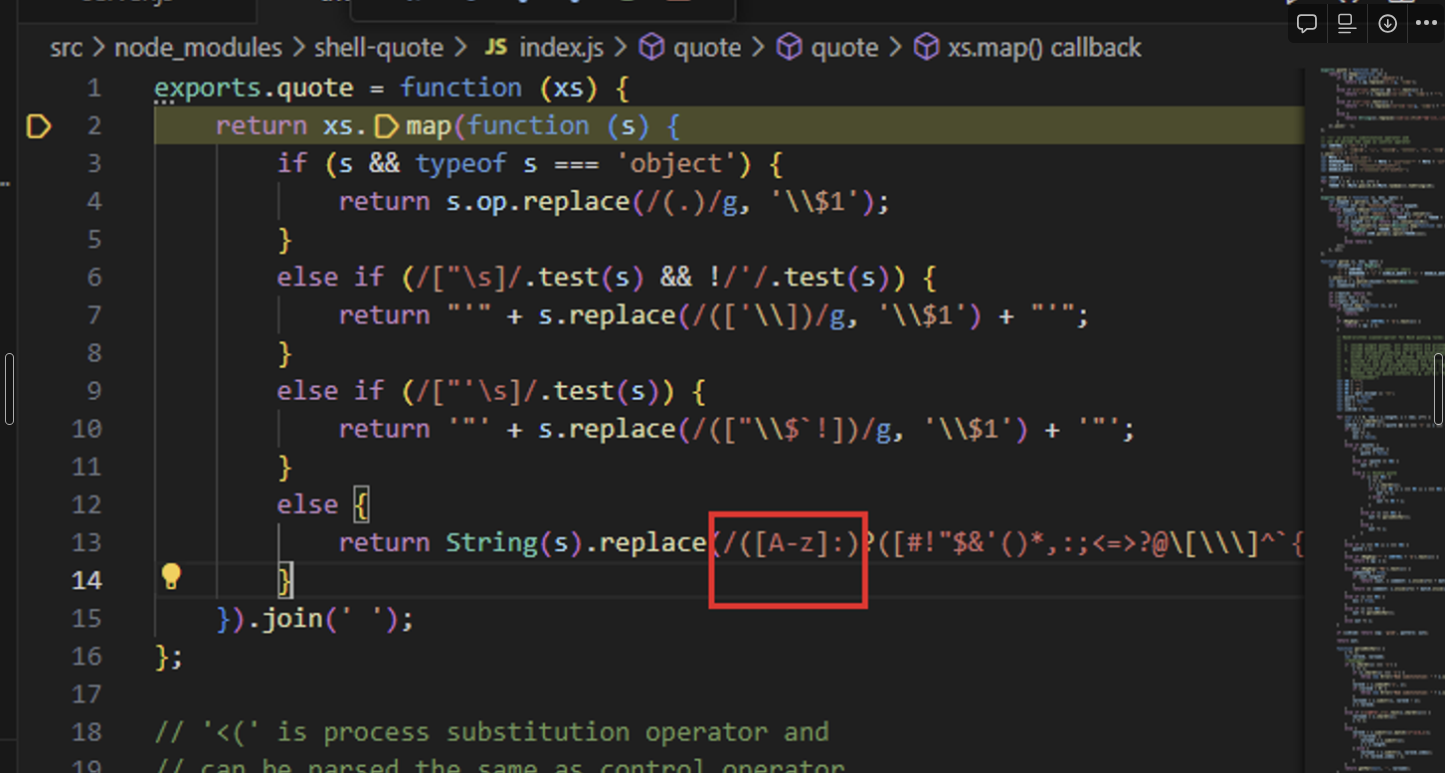 src > node_modules > shell-quote > JS index.js > quote > quote > xs.map() callback
1 exports.quote = function (xs) {
2 return xs.map(function (s) {
3 if (s && typeof s === 'object') {
4 return s.op.replace(/(.)/g, '\\$1');
5 }
6 else if (/["\s]/.test(s) && !/'/.test(s)) {
7 return "'" + s.replace(/(['\\])/g, '\\$1') + "'";
8 }
9 else if (/["'\s]/.test(s)) {
10 return '"' + s.replace(/(["\\$`!])/g, '\\$1') + '"';
11 }
12 else {
13 return String(s).replace(/([A-z]:)?([#!"$&'()*,:;<=>?@\[\\\]^`{
14 }
15 }).join(' ');
16 };
17
18 // '<(' is process substitution operator and
19 // can be parsed the same as control operator